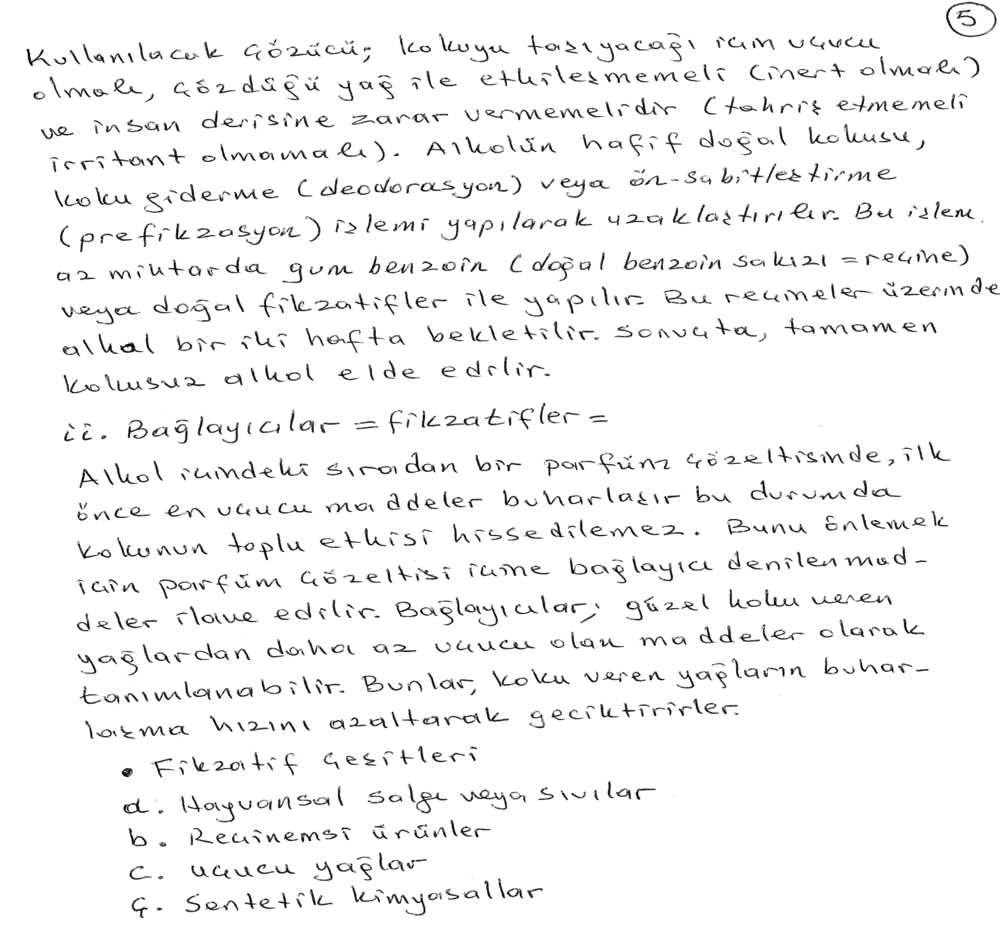 5
Kullanılacak çözücü; kokuyu taşıyacağı için uçucu
olmalı, çözdüğü yağ ile etkileşmemeli (inert olmalı)
ve insan derisine zarar vermemelidir (tahriş etmemeli
irritant olmamalı). Alkolün hafif doğal kokusu,
koku giderme (deodorasyon) veya ön-sabitleştirme
(prefikzasyon) işlemi yapılarak uzaklaştırılır. Bu işlem
az miktarda gum benzoin (doğal benzoin sakızı = reçine)
veya doğal fikzatifler ile yapılır. Bu reçineler üzerinde
alkol bir iki hafta bekletilir. Sonuçta, tamamen
kokusuz alkol elde edilir.
ii. Bağlayıcılar = fikzatifler =
Alkol içindeki sıradan bir parfüm çözeltisinde, ilk
önce en uçucu maddeler buharlaşır bu durumda
kokunun toplu etkisi hissedilemez. Bunu önlemek
için parfüm çözeltisi içine bağlayıcı denilen mad-
deler ilave edilir. Bağlayıcılar; güzel koku veren
yağlardan daha az uçucu olan maddeler olarak
tanımlanabilir. Bunlar, koku veren yağların buhar-
laşma hızını azaltarak geciktirirler.
• Fikzatif çeşitleri
a. Hayvansal salgı veya sıvılar
b. Reçinemsi ürünler
c. uçucu yağlar
ç. Sentetik kimyasallar